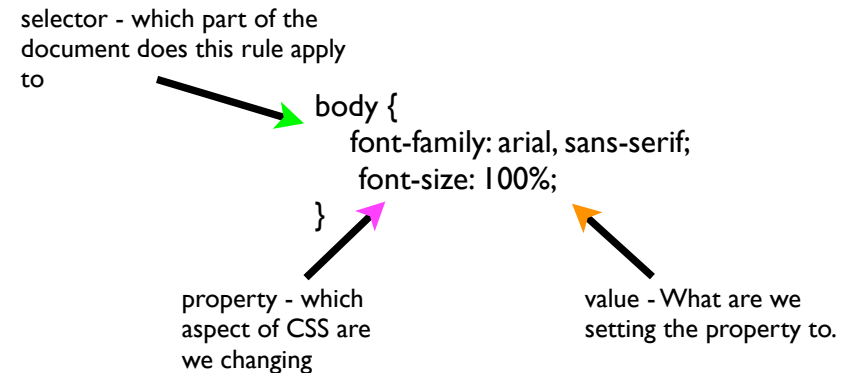 selector - which part of the
document does this rule apply
to
body {
font-family: arial, sans-serif;
font-size: 100%;
}
property - which
aspect of CSS are
we changing
value - What are we
setting the property to.